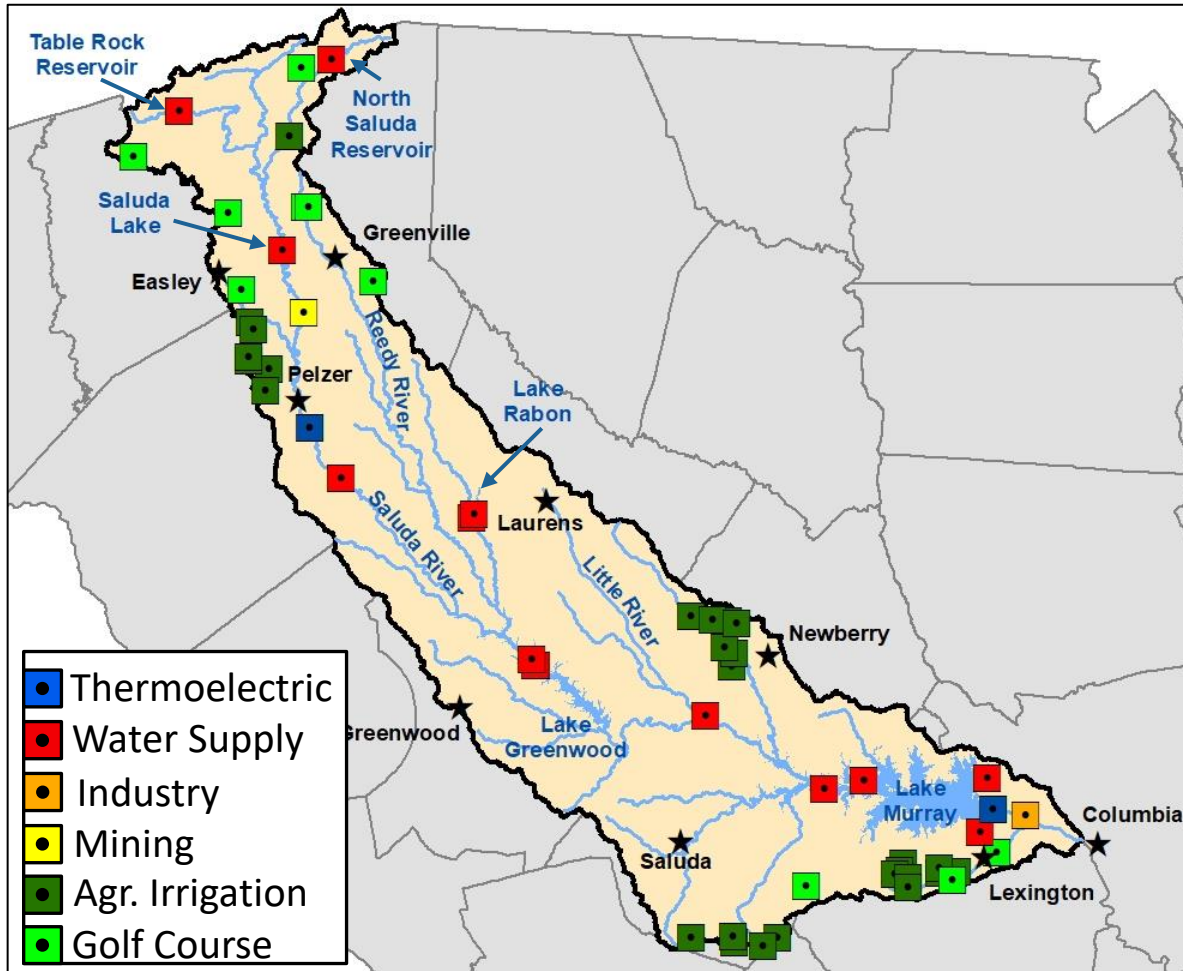 Table Rock
Reservoir
North
Saluda
Reservoir
Saluda
Lake
Greenville
Easley
Reedy River
Pelzer
Lake
Rabon
Laurens
Saluda River
Little River
Newberry
Greenwood
Lake
Greenwood
Lake
Murray
Columbia
Saluda
Lexington
Thermoelectric
Water Supply
Industry
Mining
Agr. Irrigation
Golf Course